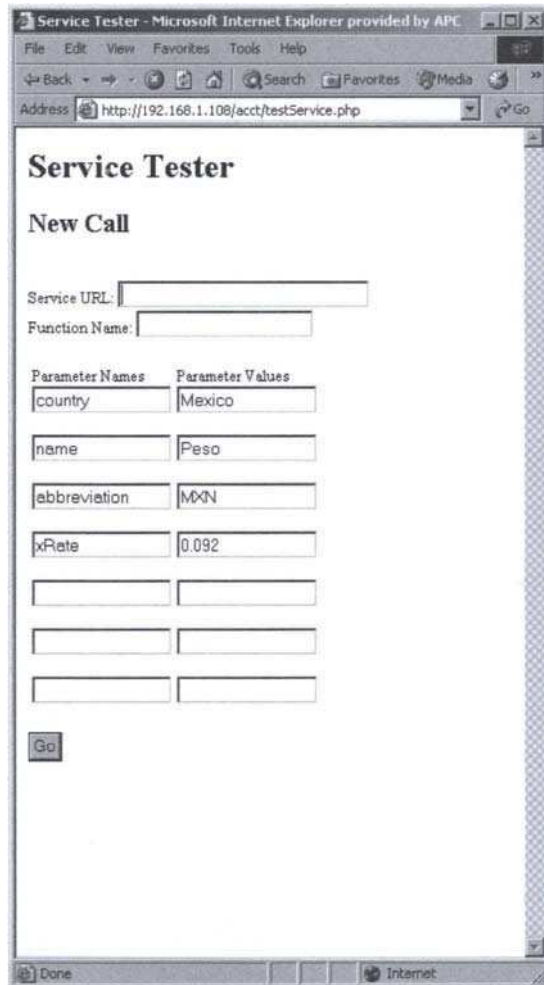 Service Tester - Microsoft Internet Explorer provided by APC
File Edit View Favorites Tools Help
Back Search Favorites Media »
Address http://192.168.1.108/acct/testService.php Go
Service Tester
New Call
Service URL:
Function Name:
Parameter Names Parameter Values
country Mexico
name Peso
abbreviation MXN
xRate 0.092
Go
Done Internet